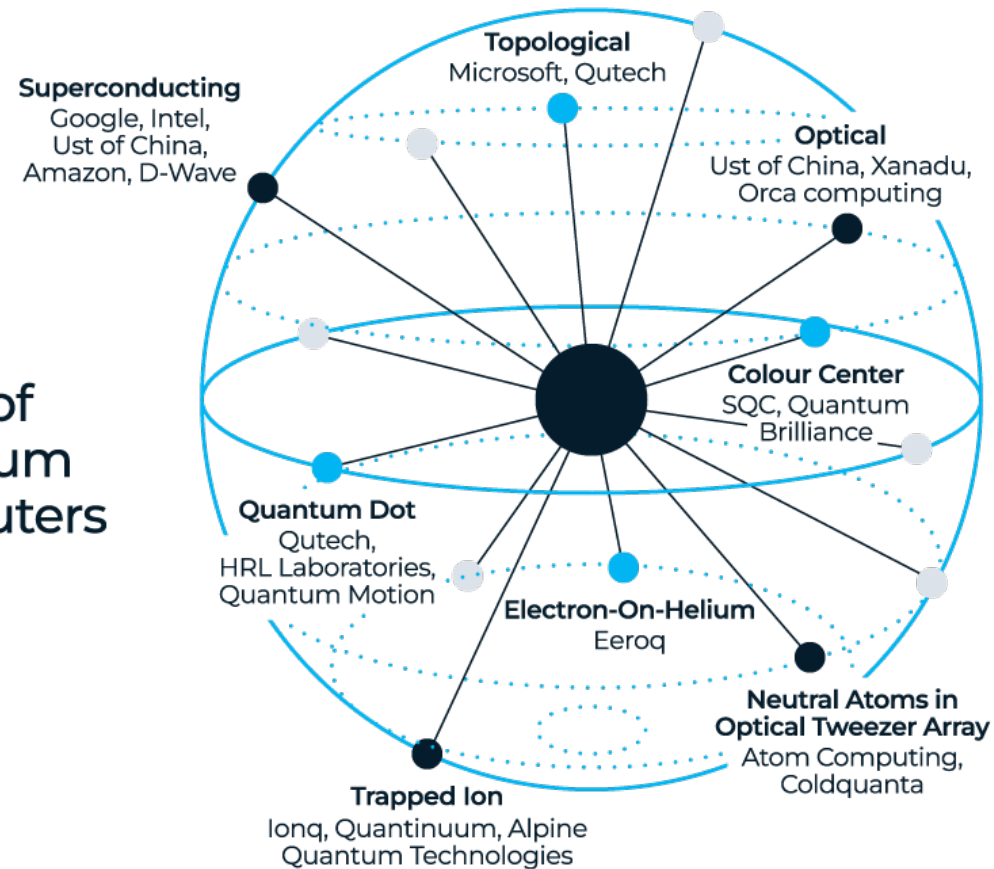 Topological
Microsoft, Qutech
Superconducting
Google, Intel,
Ust of China,
Amazon, D-Wave
Optical
Ust of China, Xanadu,
Orca computing
of
um
uters
Colour Center
SQC, Quantum
Brilliance
Quantum Dot
Qutech,
HRL Laboratories,
Quantum Motion
Electron-On-Helium
Eeroq
Neutral Atoms in
Optical Tweezer Array
Atom Computing,
Coldquanta
Trapped Ion
Ionq, Quantinuum, Alpine
Quantum Technologies